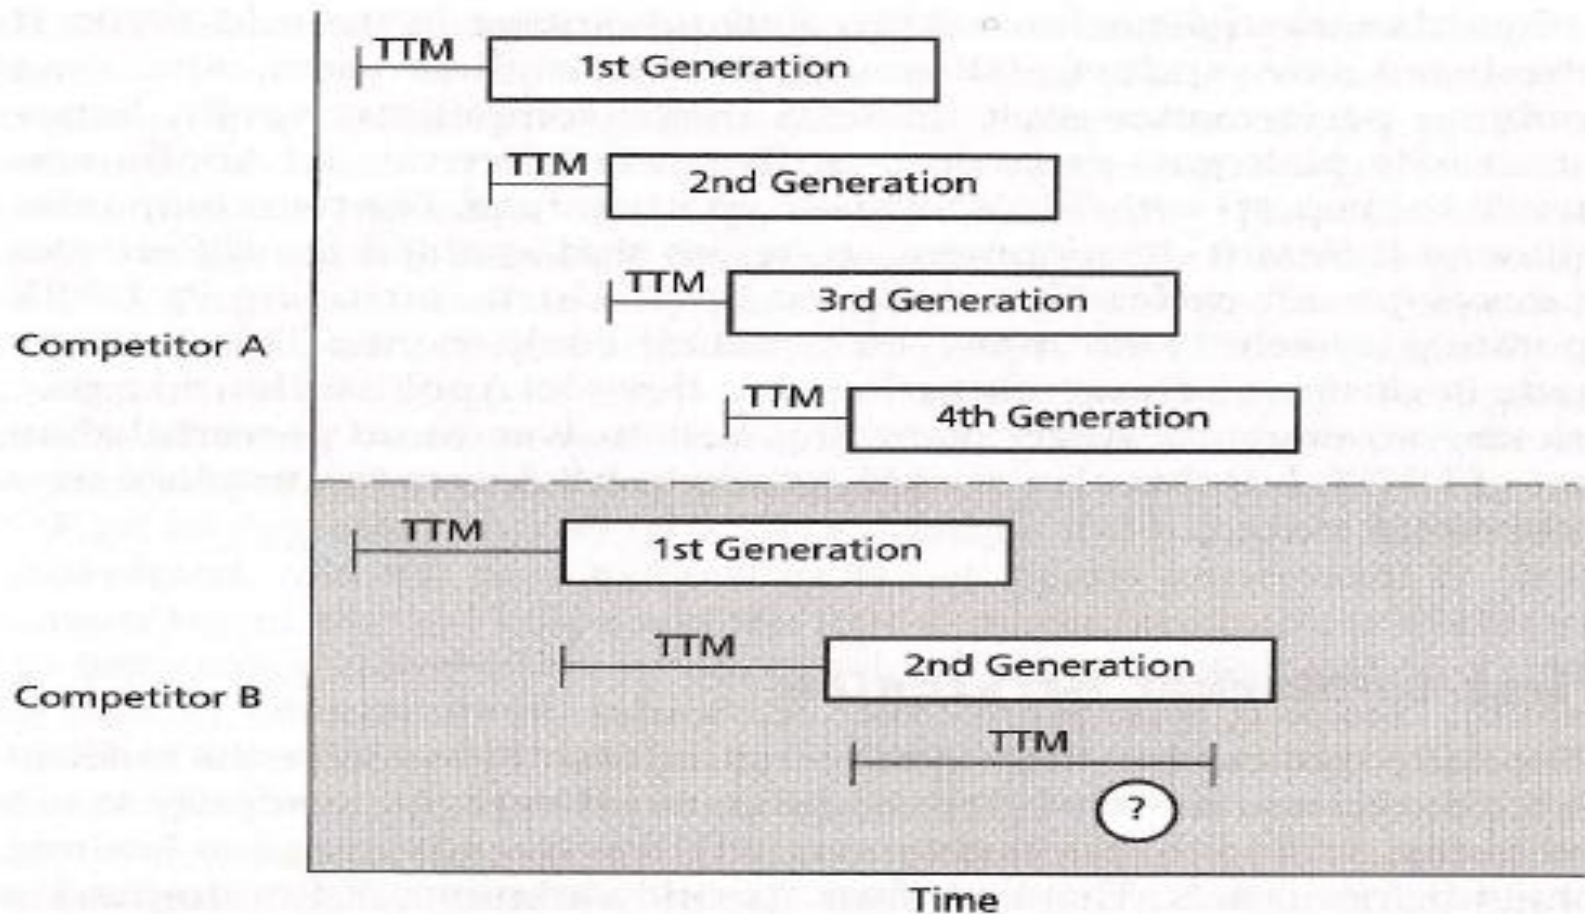 TTM
1st Generation
TTM
2nd Generation
TTM
3rd Generation
Competitor A
TTM
4th Generation
TTM
1st Generation
TTM
2nd Generation
Competitor B
TTM
?
Time